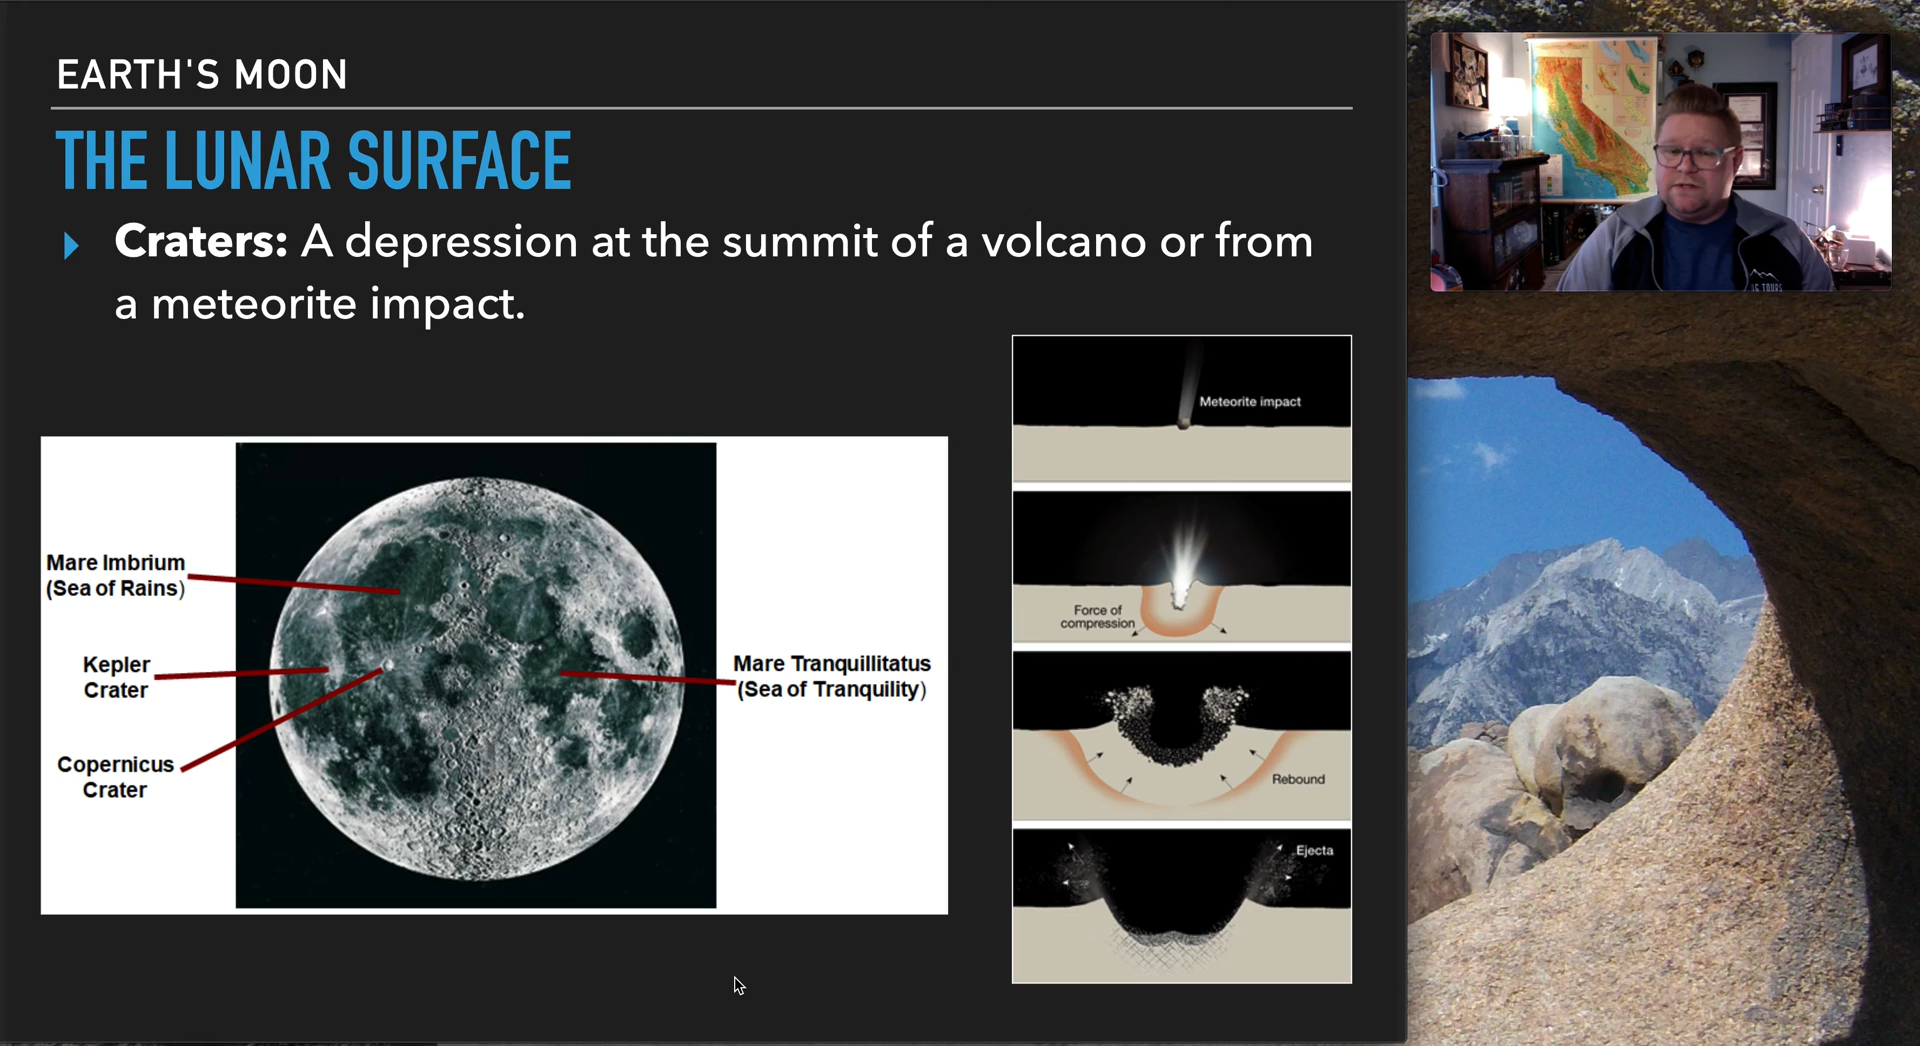 EARTH'S MOON
THE LUNAR SURFACE
Craters: A depression at the summit of a volcano or from
a meteorite impact.
Mare Imbrium
(Sea of Rains)
Kepler
Crater
Copernicus
Crater
Mare Tranquillitatus
(Sea of Tranquility)
Meteorite impact
Force of
compression
Rebound
Ejecta